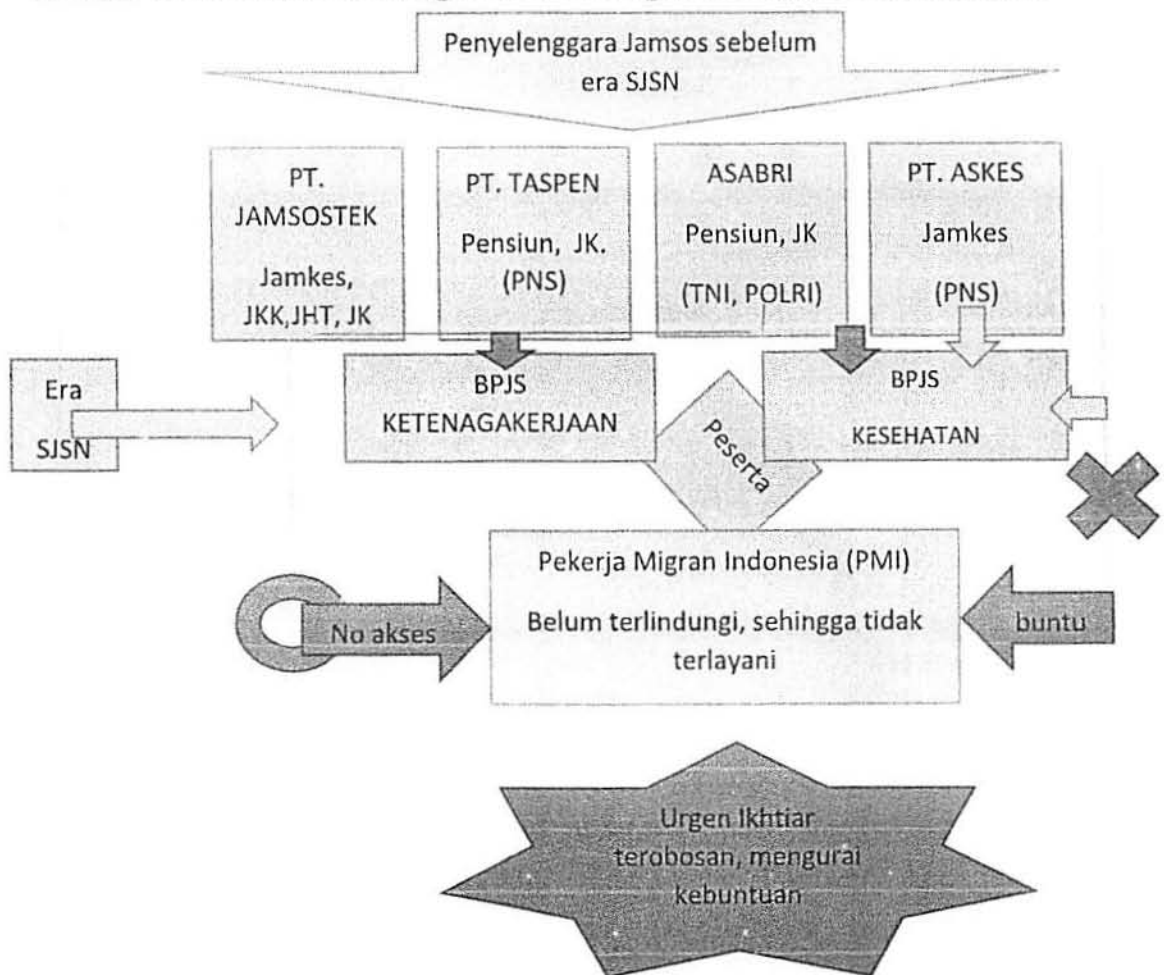 Penyelenggara Jamsos sebelum
era SJSN
PT.
JAMSOSTEK
Jamkes,
JKK,JHT, JK
PT. TASPEN
Pensiun, JK.
(PNS)
ASABRI
Pensiun, JK
(TNI, POLRI)
PT. ASKES
Jamkes
(PNS)
Era
SJSN
BPJS
KETENAGAKERJAAN
peserta
BPJS
KESEHATAN
Pekerja Migran Indonesia (PMI)
Belum terlindungi, sehingga tidak
terlayani
No akses
buntu
Urgen Ikhtiar
terobosan, mengurai
kebuntuan